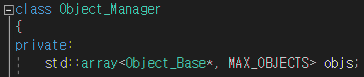 class Object_Manager
{
private:
std::array<Object_Base*, MAX_OBJECTS> objs